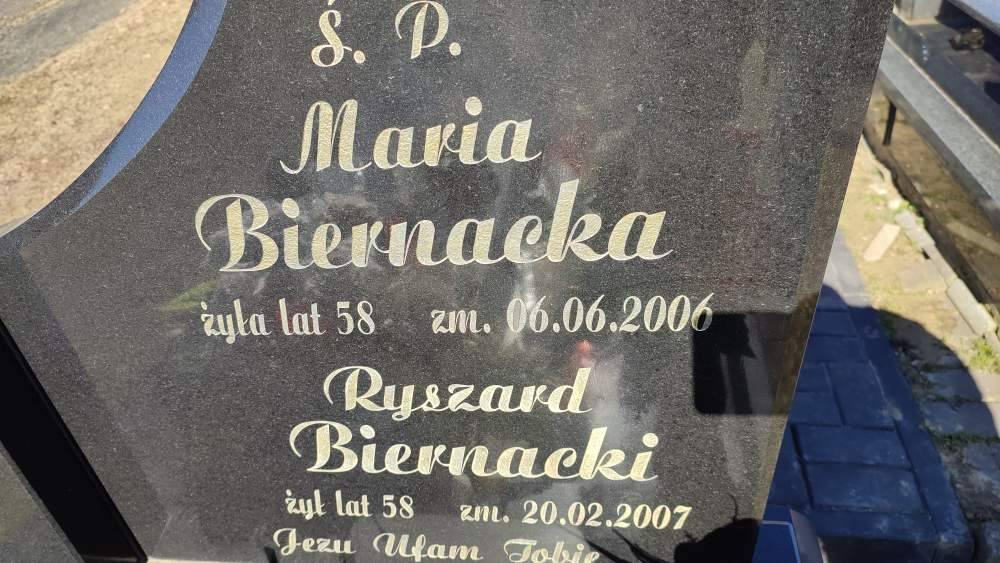 Ś. P.
Maria
Biernacka
żyła lat 58 zm. 06.06.2006
Ryszard
Biernacki
żył lat 58 zm. 20.02.2007
Jezu Ufam Tobie